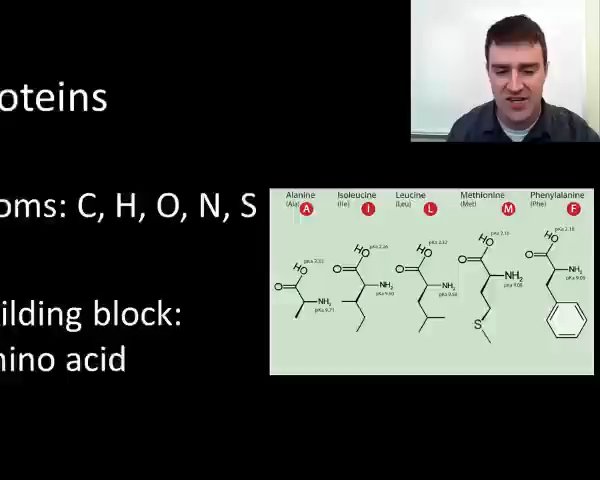 oteins
oms: C, H, O, N, S
ilding block:
nino acid
Alanine Isoleucine Leucine Methionine Phenylalanine
(Ala) (Ile) (Leu) (Met) (Phe)
A I L M F
HO HO HO HO HO
O O O O O
NH2 NH2 NH2 NH2 NH2
S